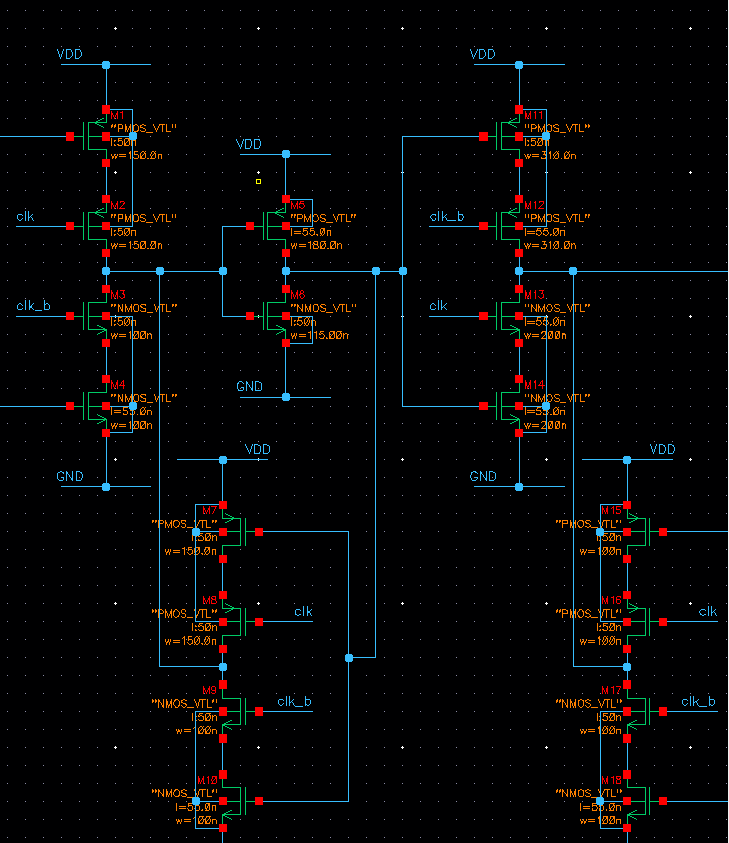 VDD
VDD
M1
"PMOS_VTL"
l:50n
w=150.0n
M11
"PMOS_VTL"
l:50n
w=310.0n
VDD
clk
M2
"PMOS_VTL"
l:50n
w=150.0n
M5
"PMOS_VTL"
l=55.0n
w=180.0n
clk_b
M12
"PMOS_VTL"
l=55.0n
w=310.0n
clk_b
M3
"NMOS_VTL"
l:50n
w=100n
M6
"NMOS_VTL"
l:50n
w=115.00n
clk
M13
"NMOS_VTL"
l=55.0n
w=200n
M4
"NMOS_VTL"
l=55.0n
w=100n
GND
M14
"NMOS_VTL"
l=55.0n
w=200n
GND
GND
VDD
VDD
M7
"PMOS_VTL"
l:50n
w=150.0n
M15
"PMOS_VTL"
l:50n
w=100n
M8
"PMOS_VTL"
l:50n
w=150.0n
clk
M16
"PMOS_VTL"
l:50n
w=100n
clk
M9
"NMOS_VTL"
l:50n
w=100n
clk_b
M17
"NMOS_VTL"
l:50n
w=100n
clk_b
M10
"NMOS_VTL"
l=55.0n
w=100n
M18
"NMOS_VTL"
l=55.0n
w=100n